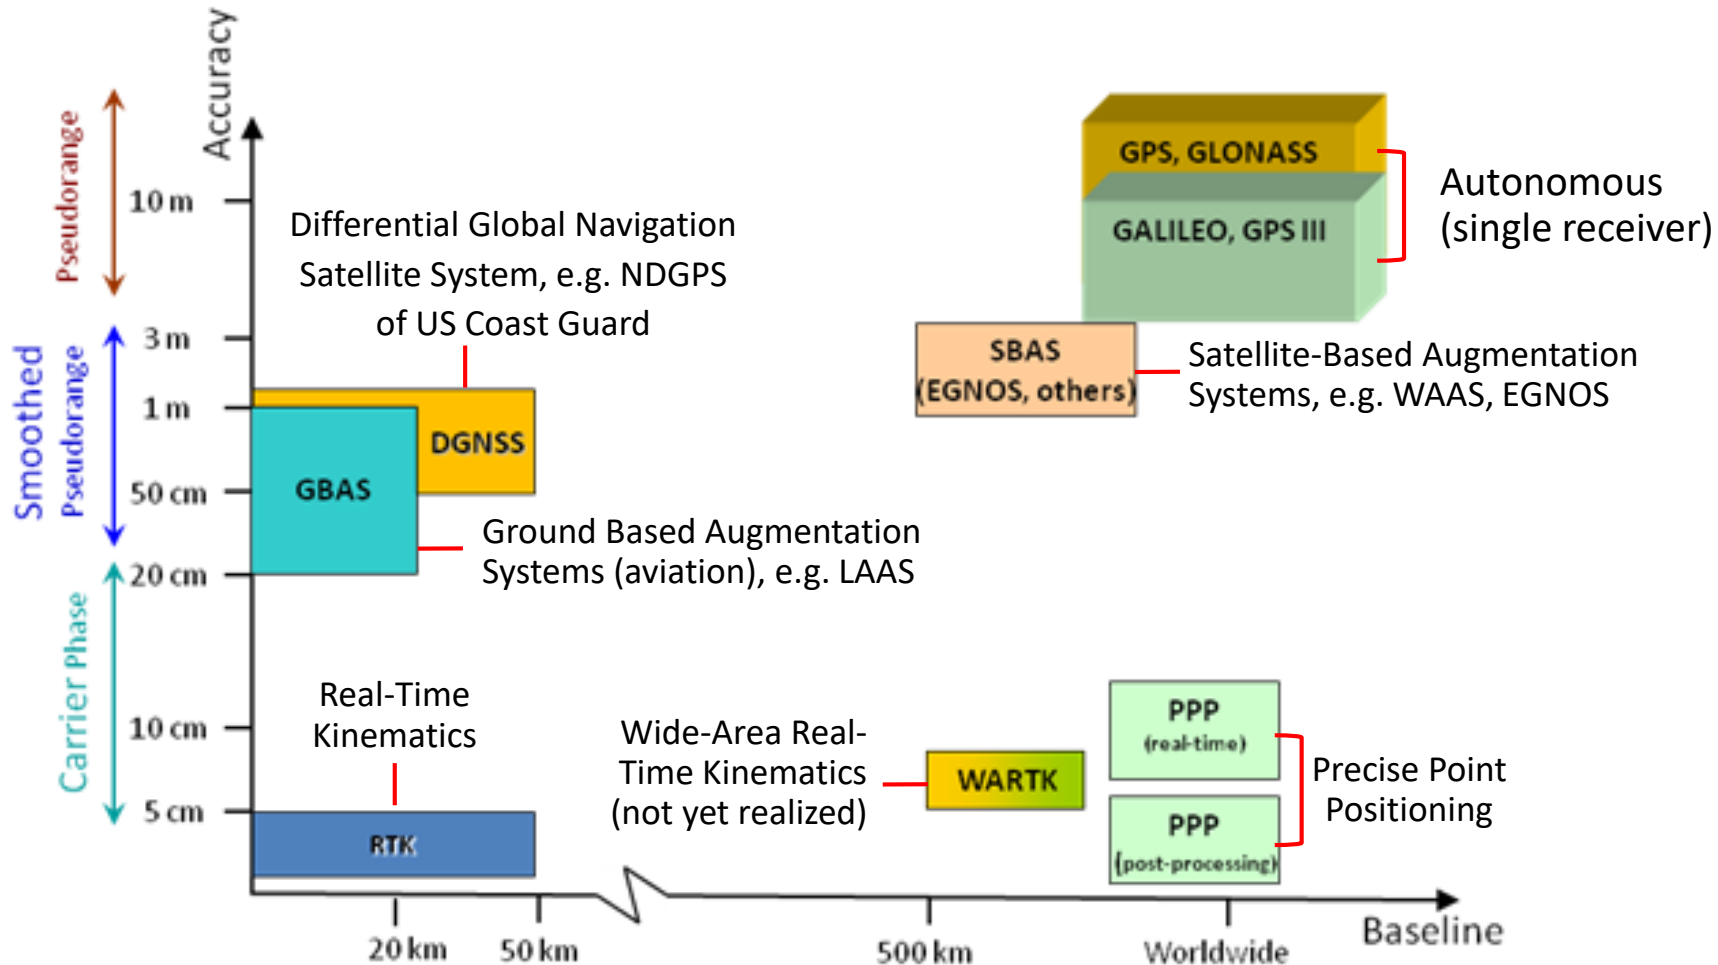 Accuracy
Pseudorange
Smoothed
Pseudorange
Carrier Phase
10 m
3 m
1 m
50 cm
20 cm
10 cm
5 cm
Differential Global Navigation
Satellite System, e.g. NDGPS
of US Coast Guard
DGNSS
GBAS
Ground Based Augmentation
Systems (aviation), e.g. LAAS
GPS, GLONASS
GALILEO, GPS III
Autonomous
(single receiver)
SBAS
(EGNOS, others)
Satellite-Based Augmentation
Systems, e.g. WAAS, EGNOS
Real-Time
Kinematics
RTK
Wide-Area Real-
Time Kinematics
(not yet realized)
WARTK
PPP
(real-time)
PPP
(post-processing)
Precise Point
Positioning
20 km
50 km
500 km
Worldwide
Baseline